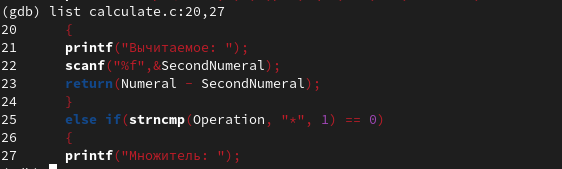 (gdb) list calculate.c:20,27
20 {
21 printf("Вычитаемое: ");
22 scanf("%f",&SecondNumeral);
23 return(Numeral - SecondNumeral);
24 }
25 else if(strncmp(Operation, "*", 1) == 0)
26 {
27 printf("Множитель: ");